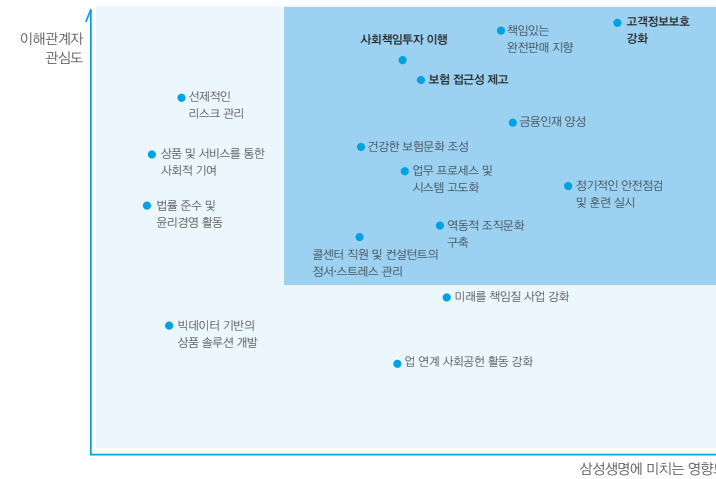 이해관계자
관심도
사회책임투자 이행
책임있는
완전판매 지향
고객정보보호
강화
보험 접근성 제고
선제적인
리스크 관리
금융인재 양성
상품 및 서비스를 통한
사회적 기여
건강한 보험문화 조성
업무 프로세스 및
시스템 고도화
정기적인 안전점검
및 훈련 실시
법률 준수 및
윤리경영 활동
역동적 조직문화
구축
콜센터 직원 및 컨설턴트의
정서·스트레스 관리
미래를 책임질 사업 강화
빅데이터 기반의
상품 솔루션 개발
업 연계 사회공헌 활동 강화
삼성생명에 미치는